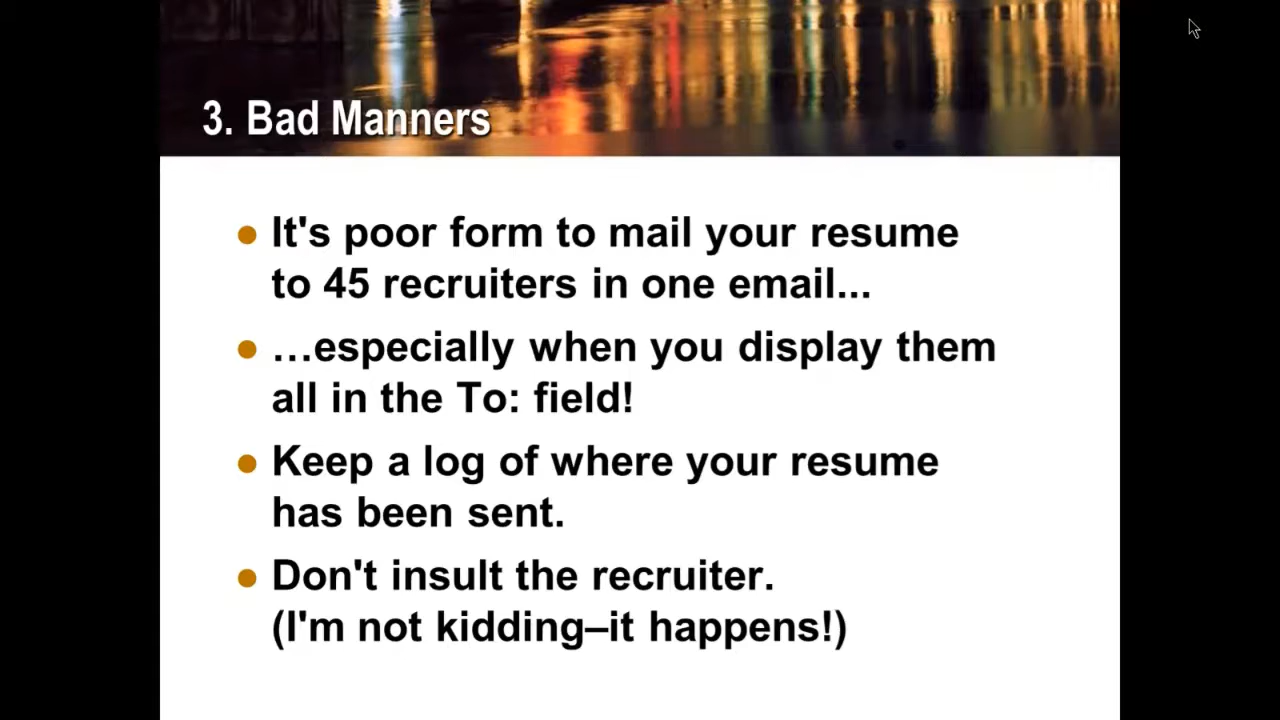 3. Bad Manners
● It's poor form to mail your resume
to 45 recruiters in one email...
● …especially when you display them
all in the To: field!
● Keep a log of where your resume
has been sent.
● Don't insult the recruiter.
(I'm not kidding–it happens!)